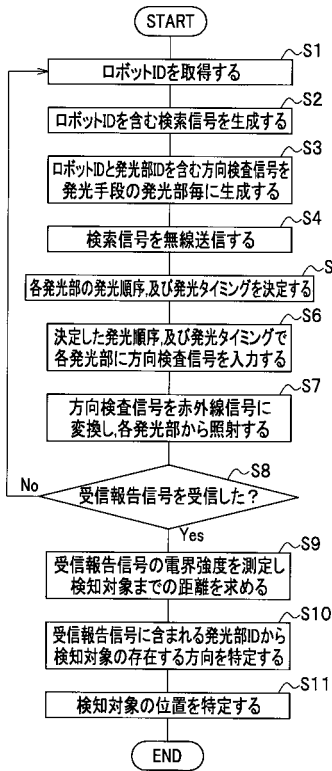 START
S1
ロボットIDを取得する
S2
ロボットIDを含む検索信号を生成する
S3
ロボットIDと発光部IDを含む方向検査信号を
発光手段の発光部毎に生成する
S4
検索信号を無線送信する
S
各発光部の発光順序,及び発光タイミングを決定する
S6
決定した発光順序,及び発光タイミングで
各発光部に方向検査信号を入力する
S7
方向検査信号を赤外線信号に
変換し,各発光部から照射する
S8
受信報告信号を受信した?
No
Yes
S9
受信報告信号の電界強度を測定し
検知対象までの距離を求める
S10
受信報告信号に含まれる発光部IDから
検知対象の存在する方向を特定する
S11
検知対象の位置を特定する
END